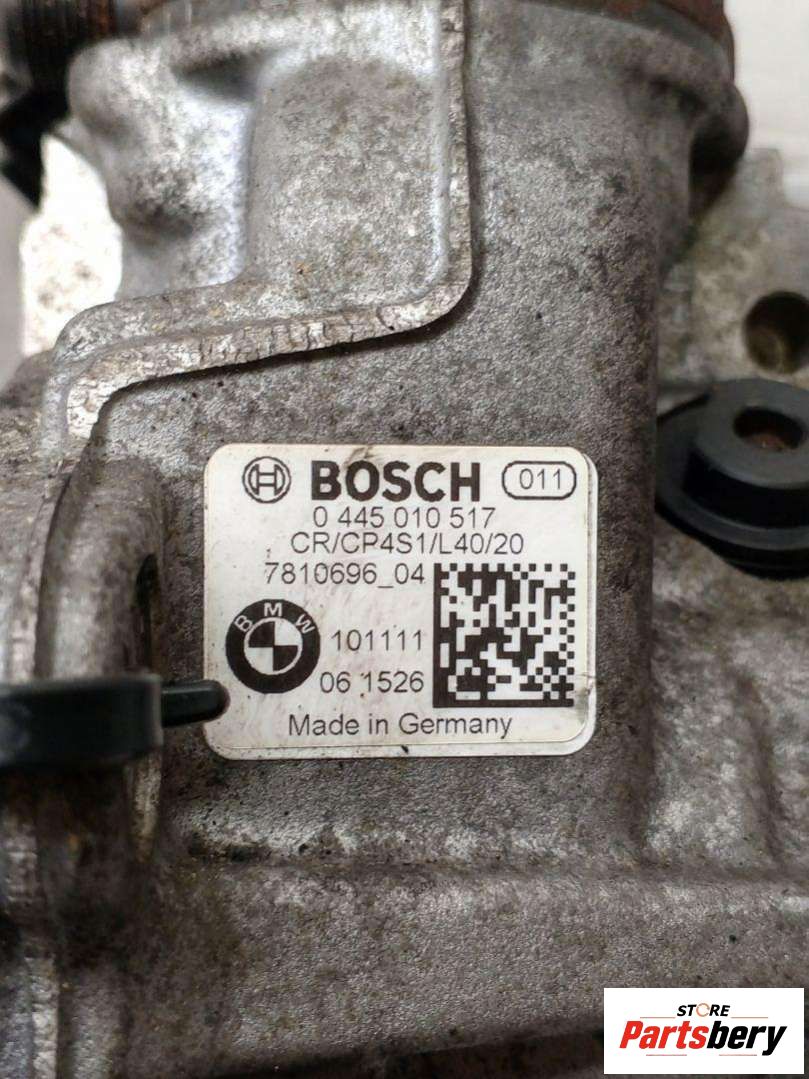 BOSCH 011
0 445 010 517
CR/CP4S1/L40/20
7810696_04
BMW
101111
06 1526
Made in Germany
STORE
Partsbery